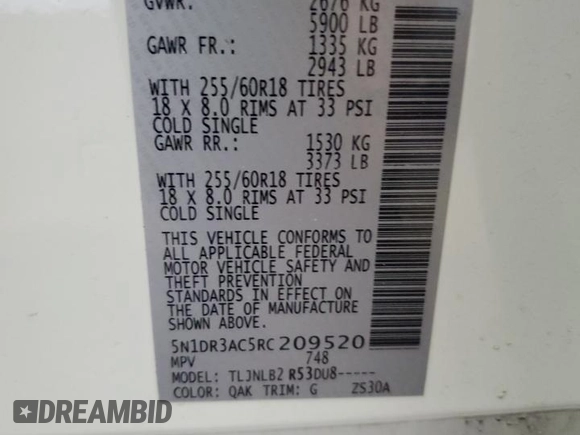 GVWR: 2676 KG
5900 LB
GAWR FR.: 1335 KG
2943 LB
WITH 255/60R18 TIRES
18 X 8.0 RIMS AT 33 PSI
COLD SINGLE
GAWR RR.: 1530 KG
3373 LB
WITH 255/60R18 TIRES
18 X 8.0 RIMS AT 33 PSI
COLD SINGLE
THIS VEHICLE CONFORMS TO
ALL APPLICABLE FEDERAL
MOTOR VEHICLE SAFETY AND
THEFT PREVENTION
STANDARDS IN EFFECT ON
THE DATE OF MANUFACTURE
SHOWN ABOVE.
5N1DR3AC5RC209520
MPV 748
MODEL: TLJNLB2 R53DU8-----
COLOR: QAK TRIM: G ZS30A
DREAMBID.COM